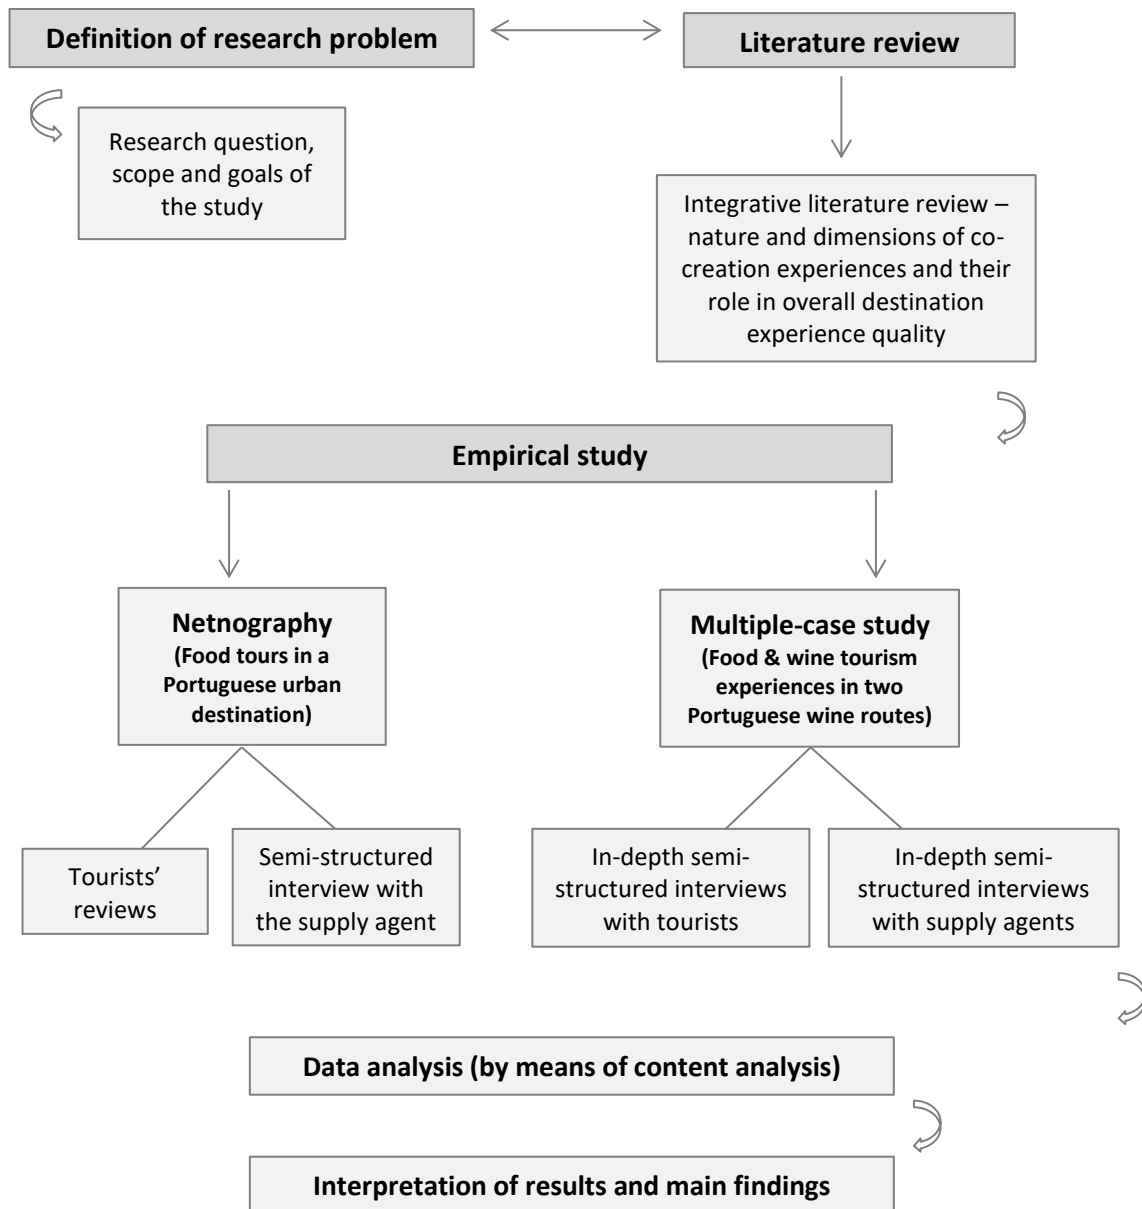 Definition of research problem
Literature review
Research question,
scope and goals of
the study
Integrative literature review –
nature and dimensions of co-
creation experiences and their
role in overall destination
experience quality
Empirical study
Netnography
(Food tours in a
Portuguese urban
destination)
Multiple-case study
(Food & wine tourism
experiences in two
Portuguese wine routes)
Tourists’
reviews
Semi-structured
interview with
the supply agent
In-depth semi-
structured interviews
with tourists
In-depth semi-
structured interviews
with supply agents
Data analysis (by means of content analysis)
Interpretation of results and main findings